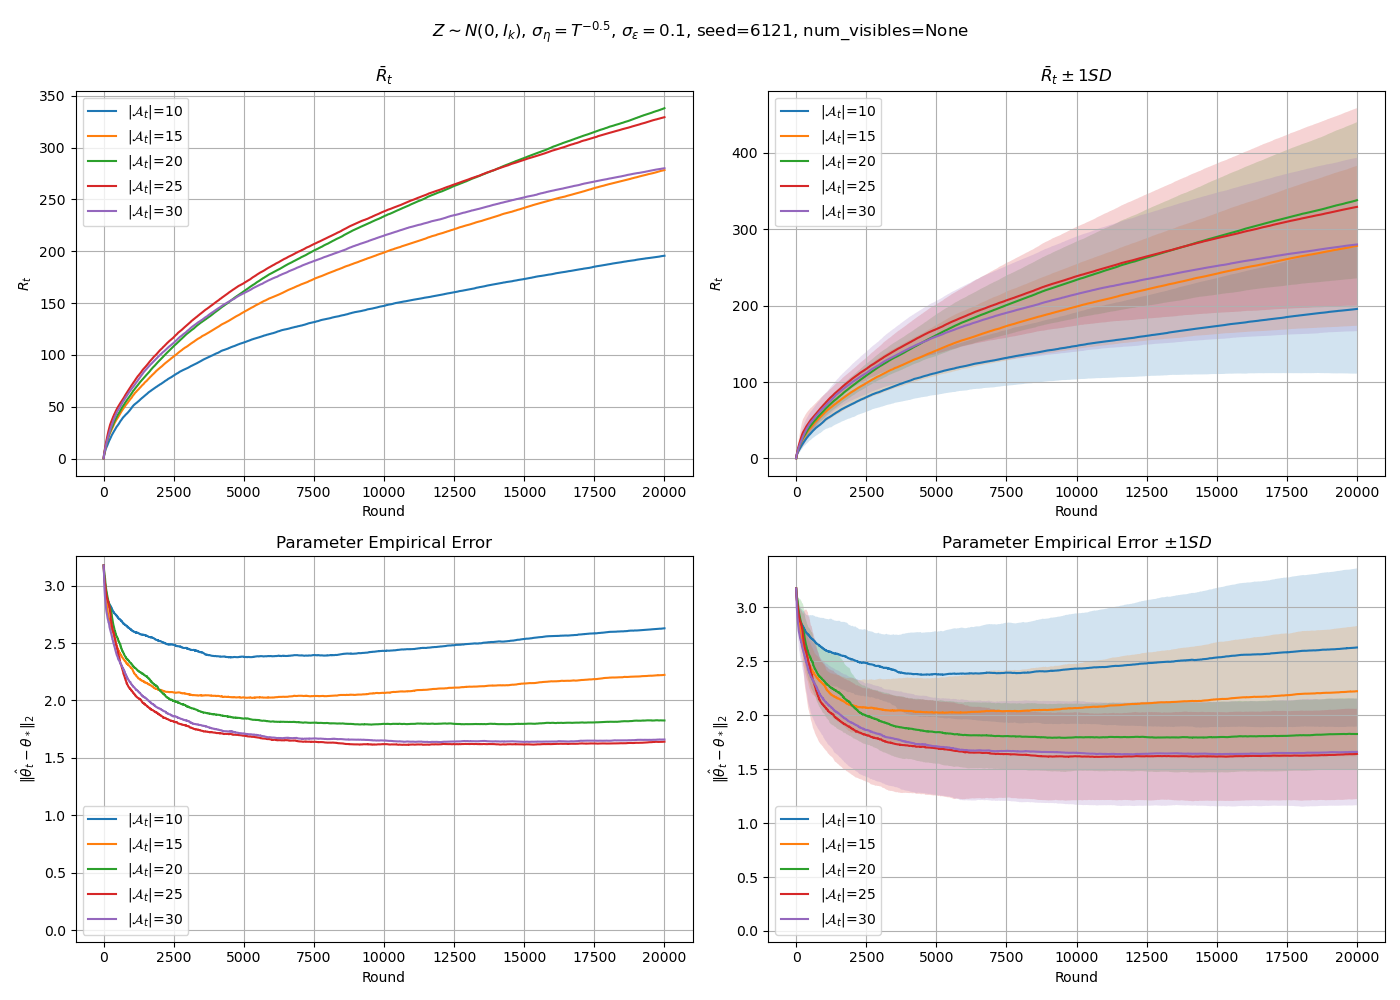 Z ∼ N(0, I_k), σ_η = T^{−0.5}, σ_ε = 0.1, seed=6121, num_visibles=None
R̄_t
R_t
350
300
250
200
150
100
50
0
|𝒜_t|=10
|𝒜_t|=15
|𝒜_t|=20
|𝒜_t|=25
|𝒜_t|=30
0 2500 5000 7500 10000 12500 15000 17500 20000
Round
R̄_t ± 1SD
R_t
400
300
200
100
0
|𝒜_t|=10
|𝒜_t|=15
|𝒜_t|=20
|𝒜_t|=25
|𝒜_t|=30
0 2500 5000 7500 10000 12500 15000 17500 20000
Round
Parameter Empirical Error
‖θ̂_t − θ_*‖_2
3.0
2.5
2.0
1.5
1.0
0.5
0.0
|𝒜_t|=10
|𝒜_t|=15
|𝒜_t|=20
|𝒜_t|=25
|𝒜_t|=30
0 2500 5000 7500 10000 12500 15000 17500 20000
Round
Parameter Empirical Error ±1SD
‖θ̂_t − θ_*‖_2
3.0
2.5
2.0
1.5
1.0
0.5
0.0
|𝒜_t|=10
|𝒜_t|=15
|𝒜_t|=20
|𝒜_t|=25
|𝒜_t|=30
0 2500 5000 7500 10000 12500 15000 17500 20000
Round